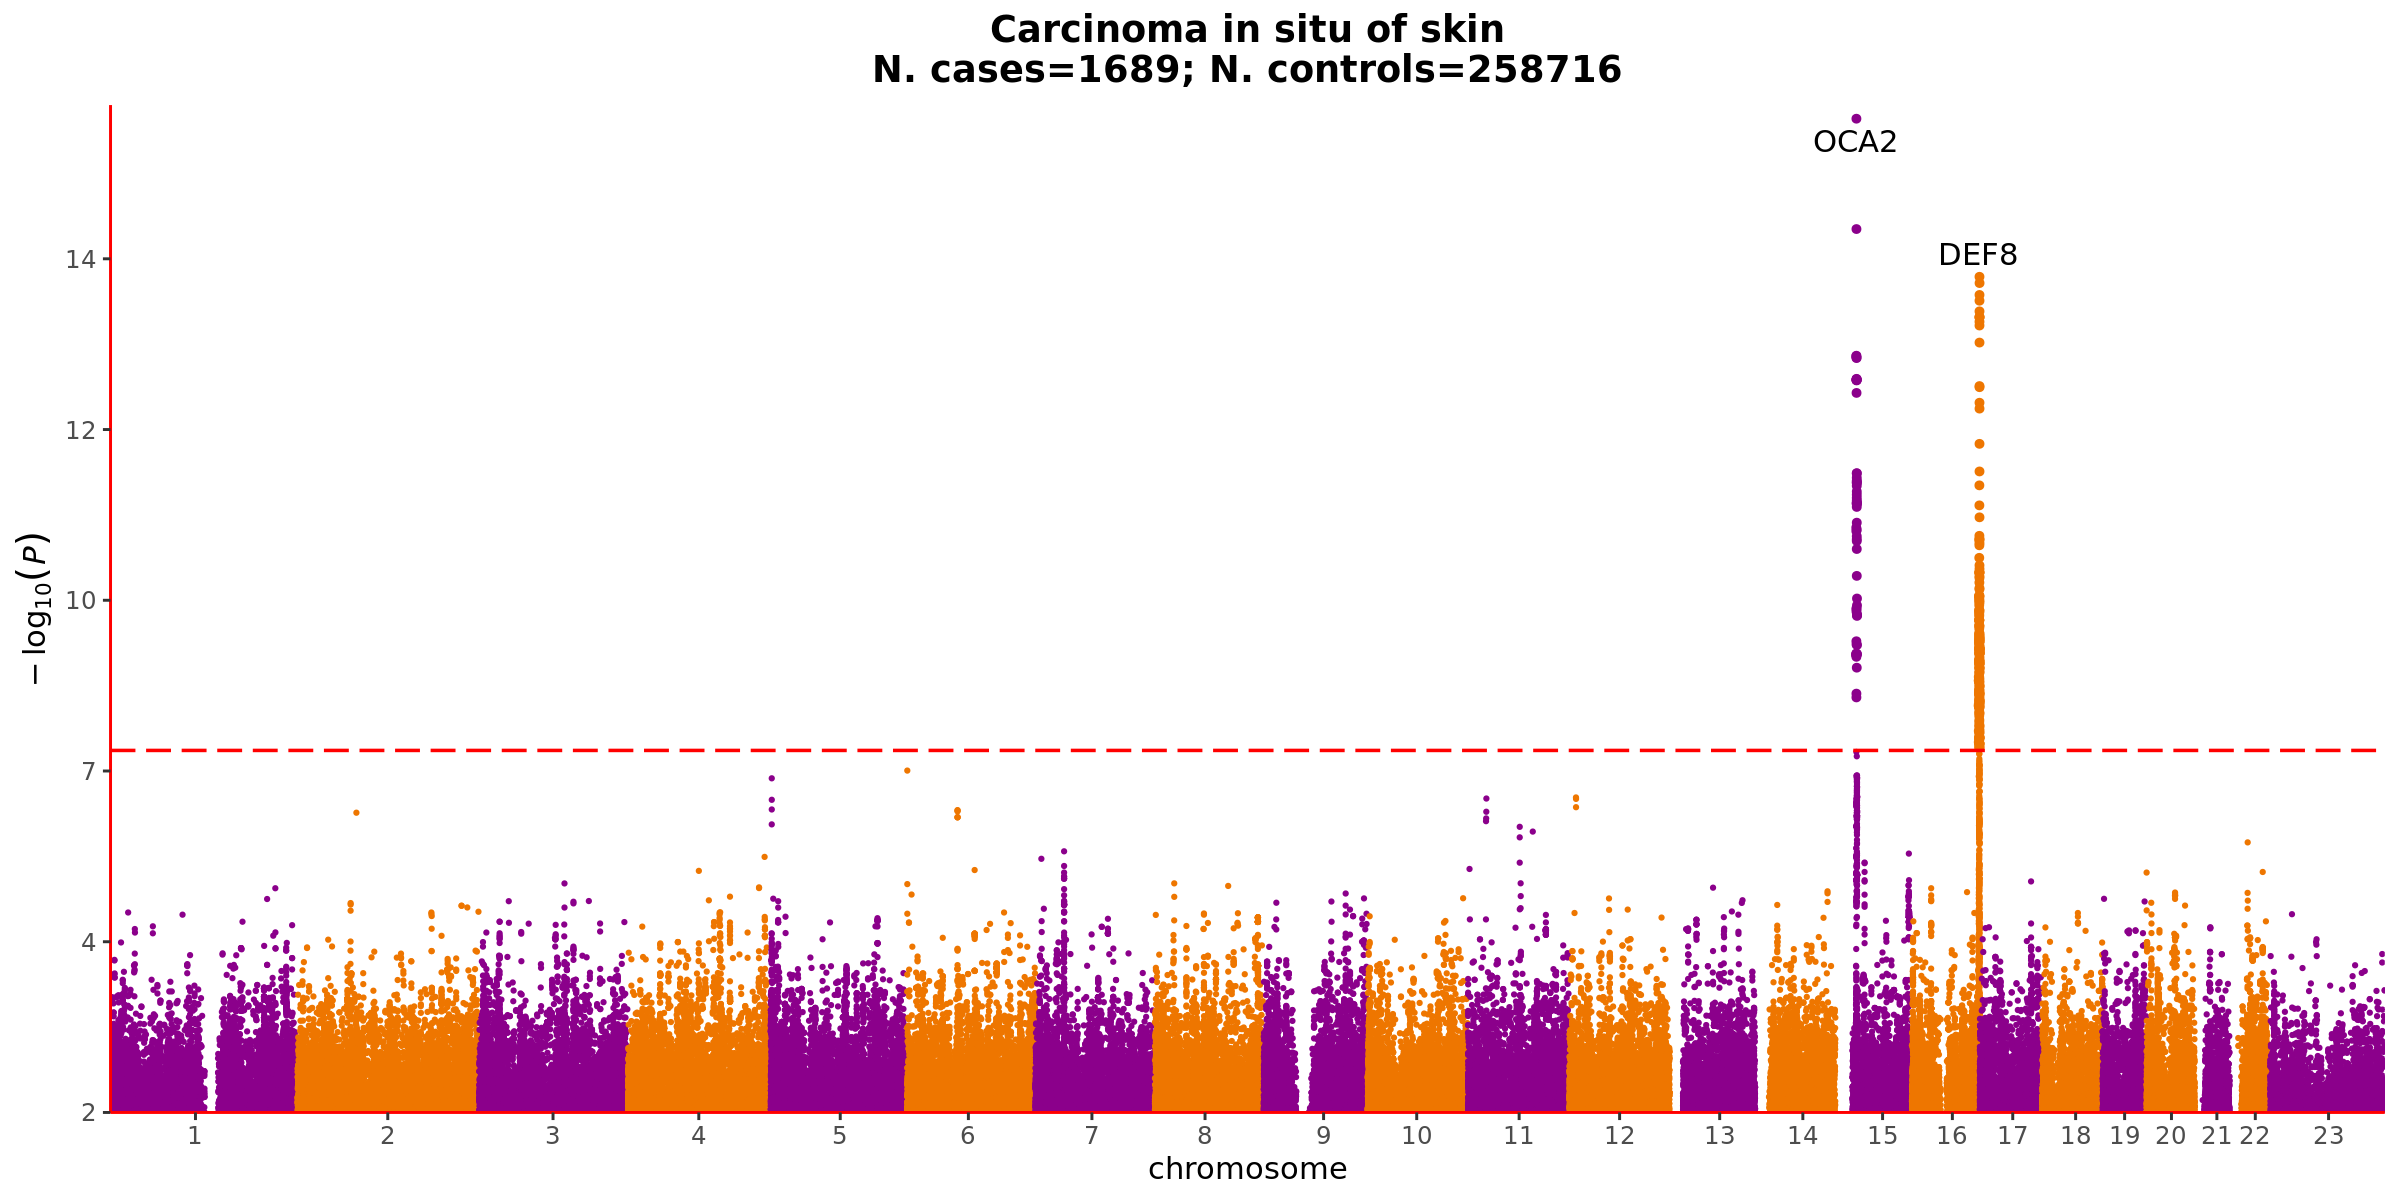 Carcinoma in situ of skin
N. cases=1689; N. controls=258716
OCA2
DEF8
14
12
10
7
4
2
− log10(P)
1 2 3 4 5 6 7 8 9 10 11 12 13 14 15 16 17 18 19 20 21 22 23
chromosome